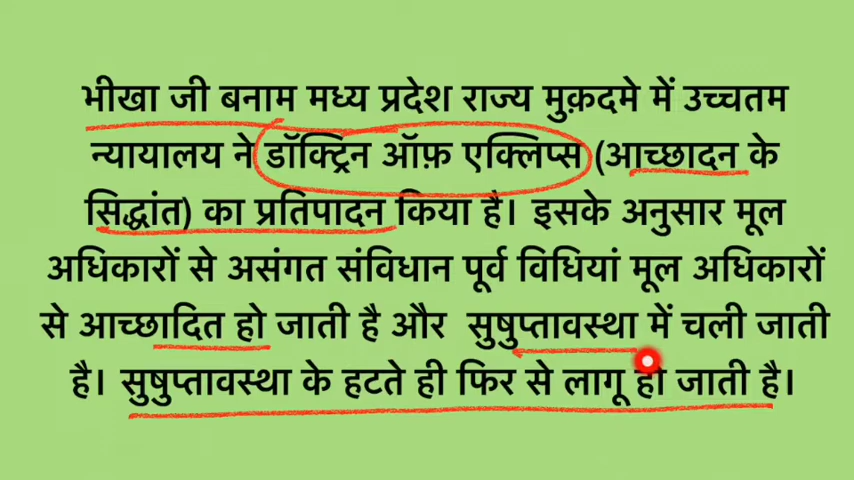 भीखा जी बनाम मध्य प्रदेश राज्य मुक़दमे में उच्चतम
न्यायालय ने डॉक्ट्रिन ऑफ़ एक्लिप्स (आच्छादन के
सिद्धांत) का प्रतिपादन किया है। इसके अनुसार मूल
अधिकारों से असंगत संविधान पूर्व विधियां मूल अधिकारों
से आच्छादित हो जाती है और सुषुप्तावस्था में चली जाती
है। सुषुप्तावस्था के हटते ही फिर से लागू हो जाती है।